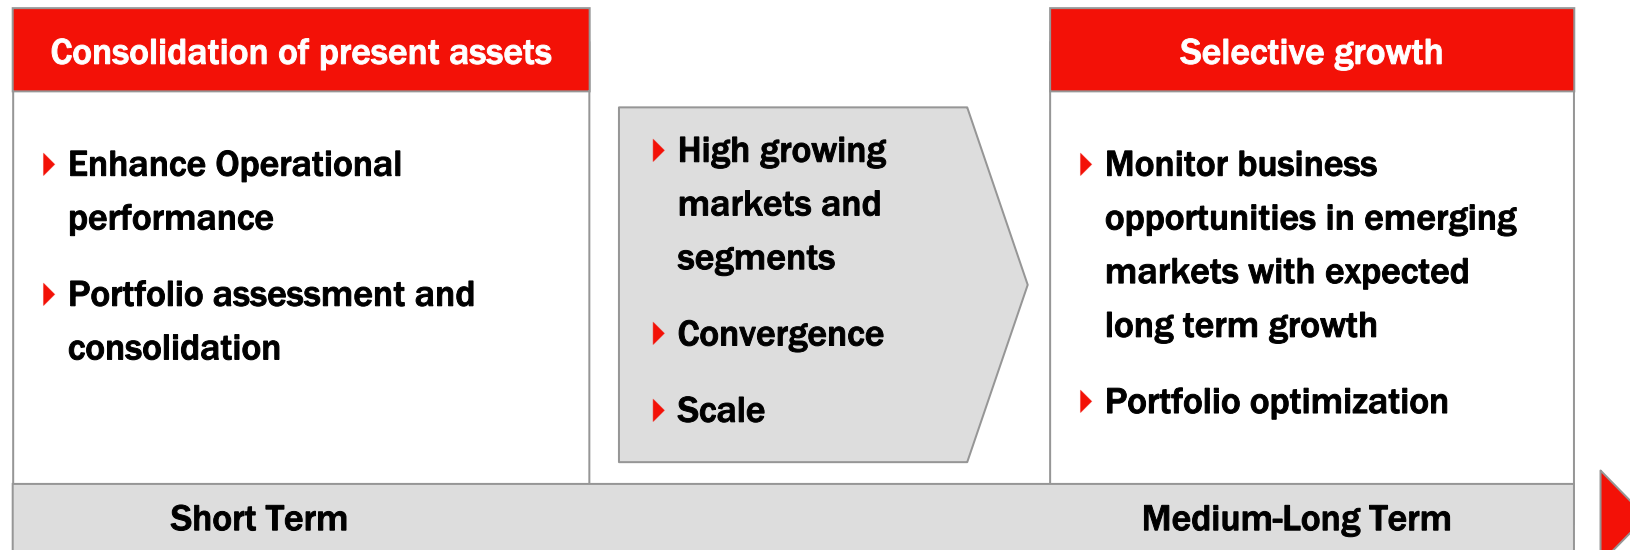 Consolidation of present assets
Enhance Operational
performance
Portfolio assessment and
consolidation
High growing
markets and
segments
Convergence
Scale
Selective growth
Monitor business
opportunities in emerging
markets with expected
long term growth
Portfolio optimization
Short Term
Medium-Long Term